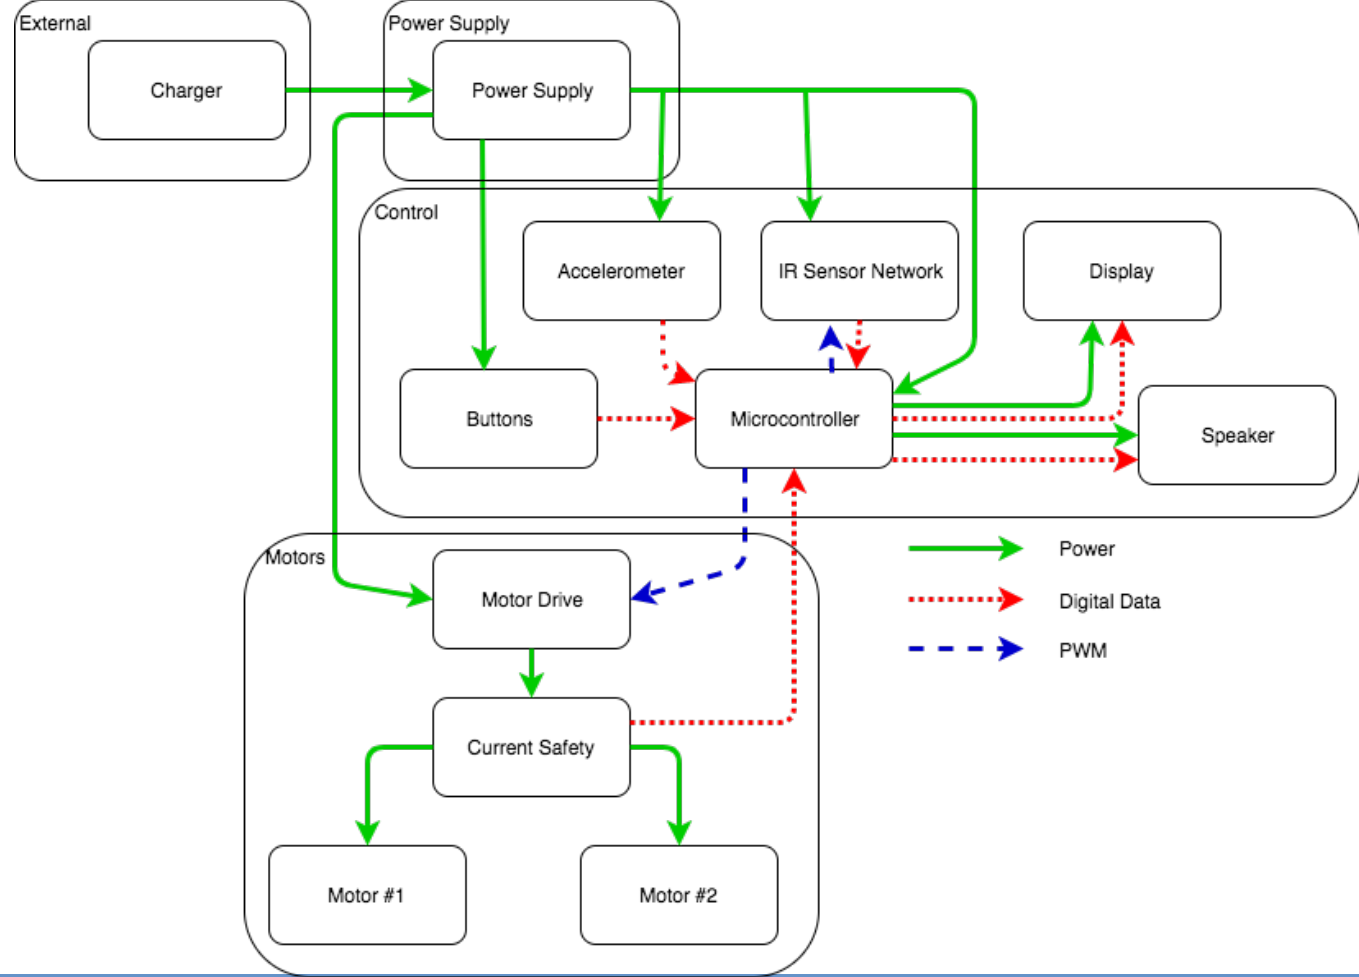 External
Charger
Power Supply
Power Supply
Control
Accelerometer
IR Sensor Network
Display
Buttons
Microcontroller
Speaker
Motors
Motor Drive
Current Safety
Motor #1
Motor #2
Power
Digital Data
PWM